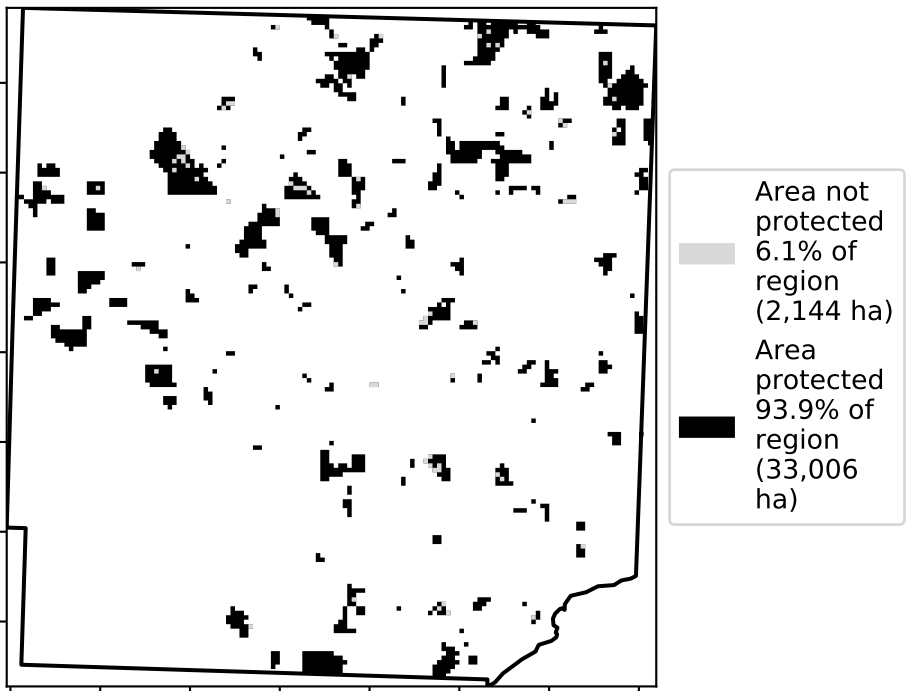 Area not
protected
6.1% of
region
(2,144 ha)
Area
protected
93.9% of
region
(33,006
ha)